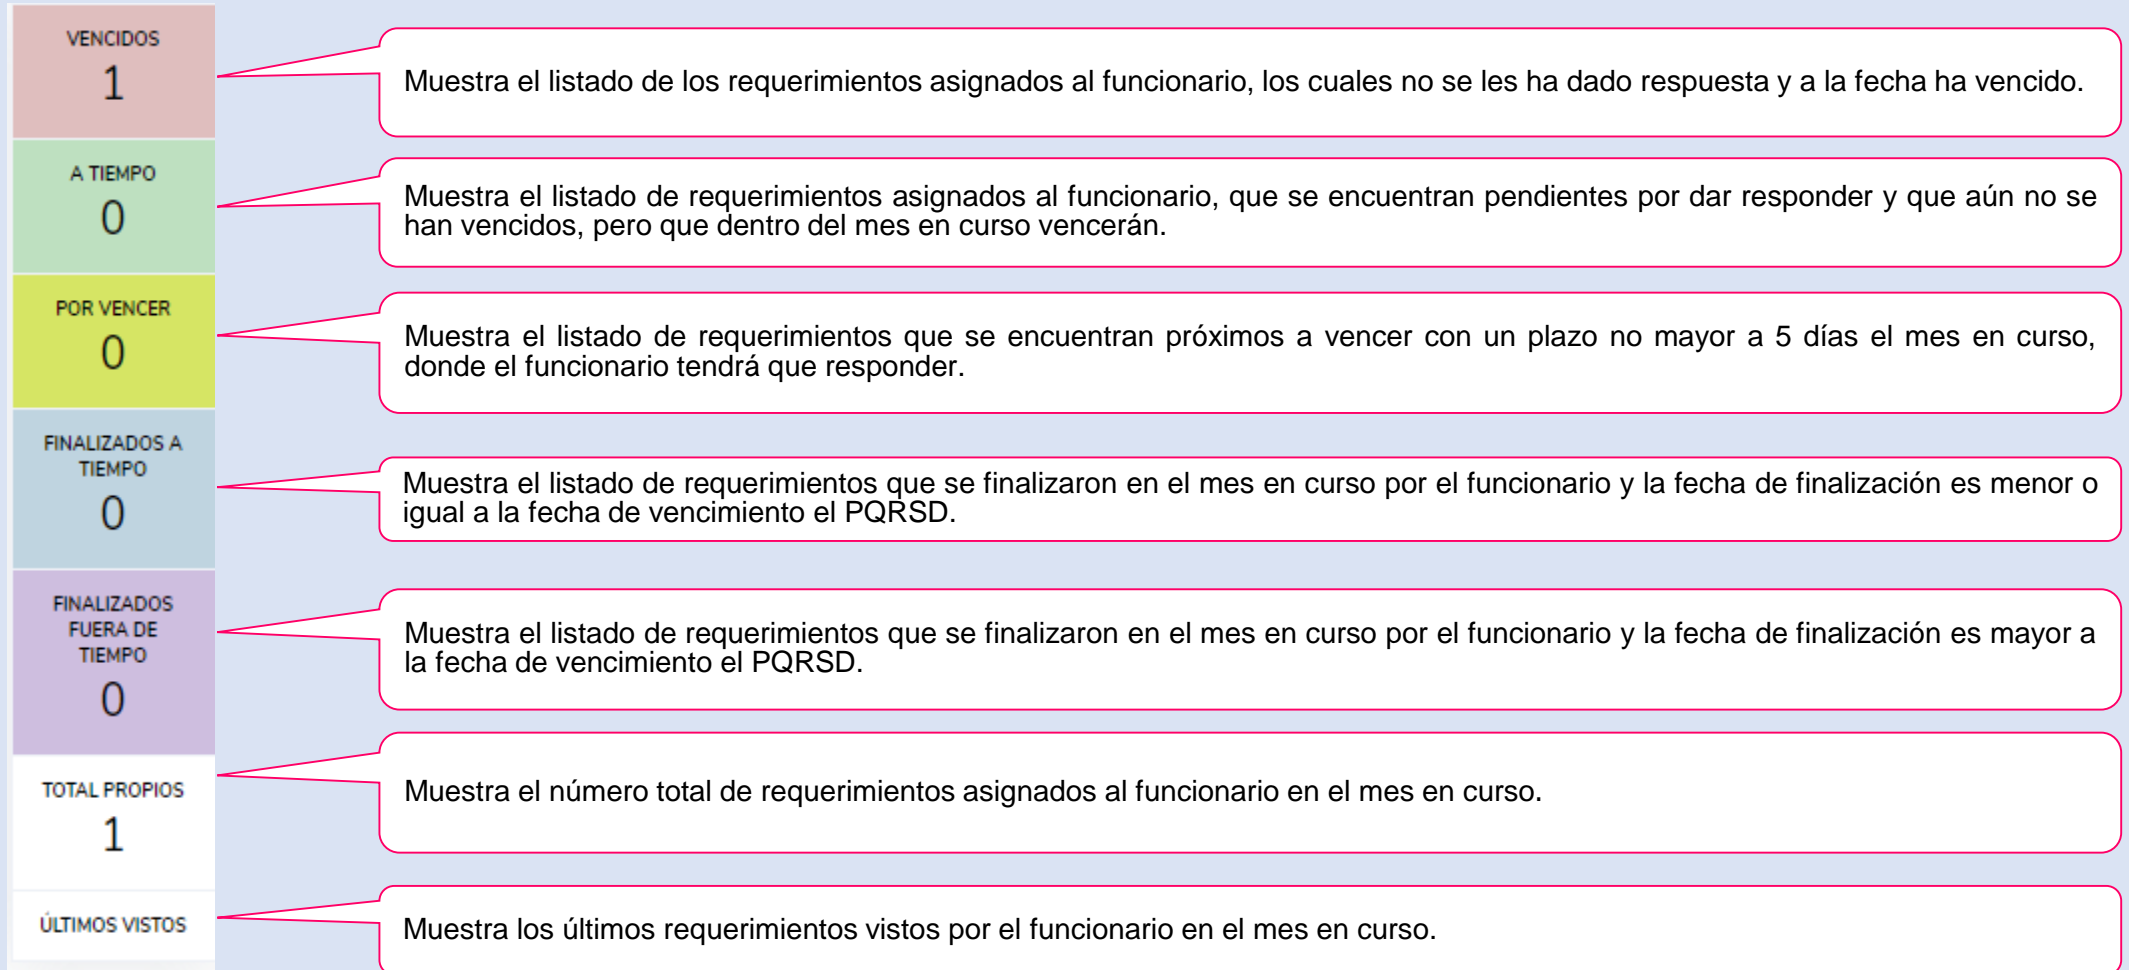 VENCIDOS
1
Muestra el listado de los requerimientos asignados al funcionario, los cuales no se les ha dado respuesta y a la fecha ha vencido.
A TIEMPO
0
Muestra el listado de requerimientos asignados al funcionario, que se encuentran pendientes por dar responder y que aún no se
han vencidos, pero que dentro del mes en curso vencerán.
POR VENCER
0
Muestra el listado de requerimientos que se encuentran próximos a vencer con un plazo no mayor a 5 días el mes en curso,
donde el funcionario tendrá que responder.
FINALIZADOS A
TIEMPO
0
Muestra el listado de requerimientos que se finalizaron en el mes en curso por el funcionario y la fecha de finalización es menor o
igual a la fecha de vencimiento el PQRSD.
FINALIZADOS
FUERA DE
TIEMPO
0
Muestra el listado de requerimientos que se finalizaron en el mes en curso por el funcionario y la fecha de finalización es mayor a
la fecha de vencimiento el PQRSD.
TOTAL PROPIOS
1
Muestra el número total de requerimientos asignados al funcionario en el mes en curso.
ÚLTIMOS VISTOS
Muestra los últimos requerimientos vistos por el funcionario en el mes en curso.